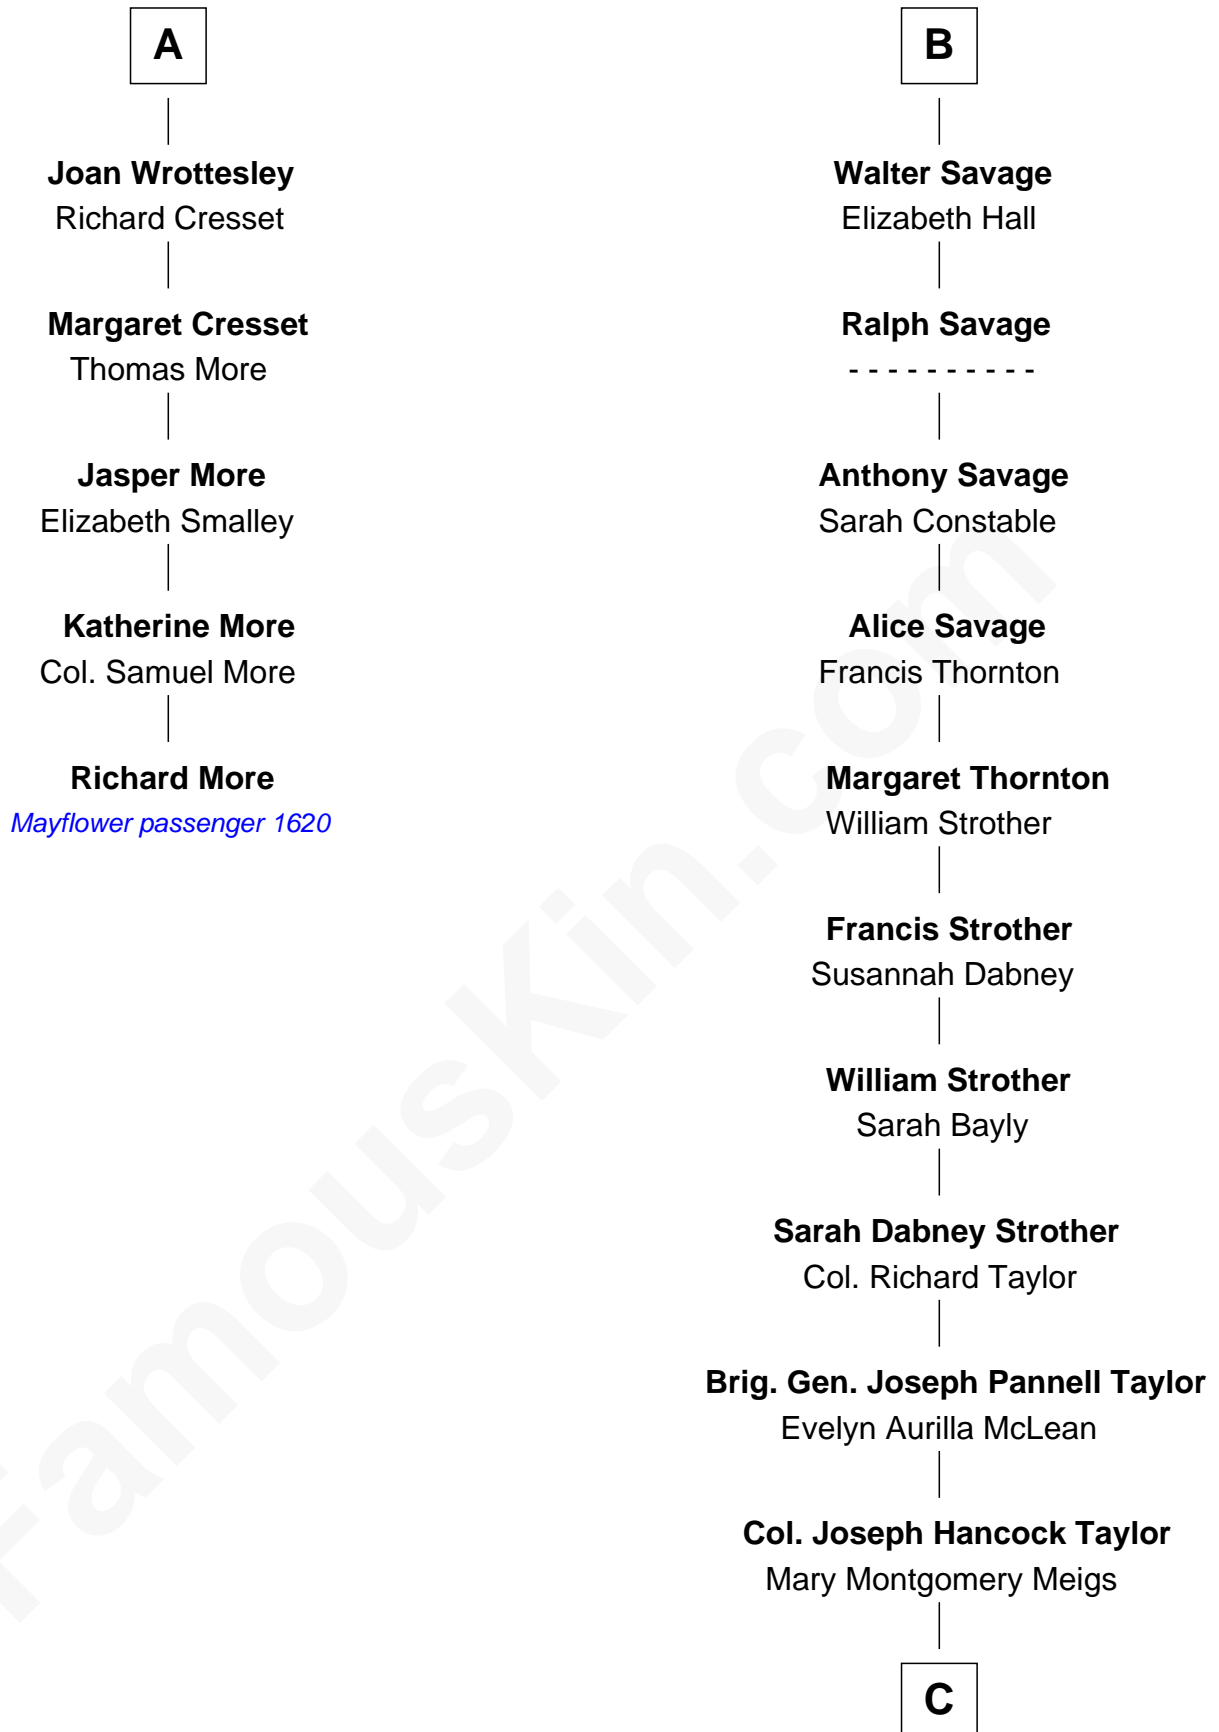 A
Joan Wrottesley
Richard Cresset
Margaret Cresset
Thomas More
Jasper More
Elizabeth Smalley
Katherine More
Col. Samuel More
Richard More
Mayflower passenger 1620
B
Walter Savage
Elizabeth Hall
Ralph Savage
- - - - - - - - - -
Anthony Savage
Sarah Constable
Alice Savage
Francis Thornton
Margaret Thornton
William Strother
Francis Strother
Susannah Dabney
William Strother
Sarah Bayly
Sarah Dabney Strother
Col. Richard Taylor
Brig. Gen. Joseph Pannell Taylor
Evelyn Aurilla McLean
Col. Joseph Hancock Taylor
Mary Montgomery Meigs
C
FamousKin.com